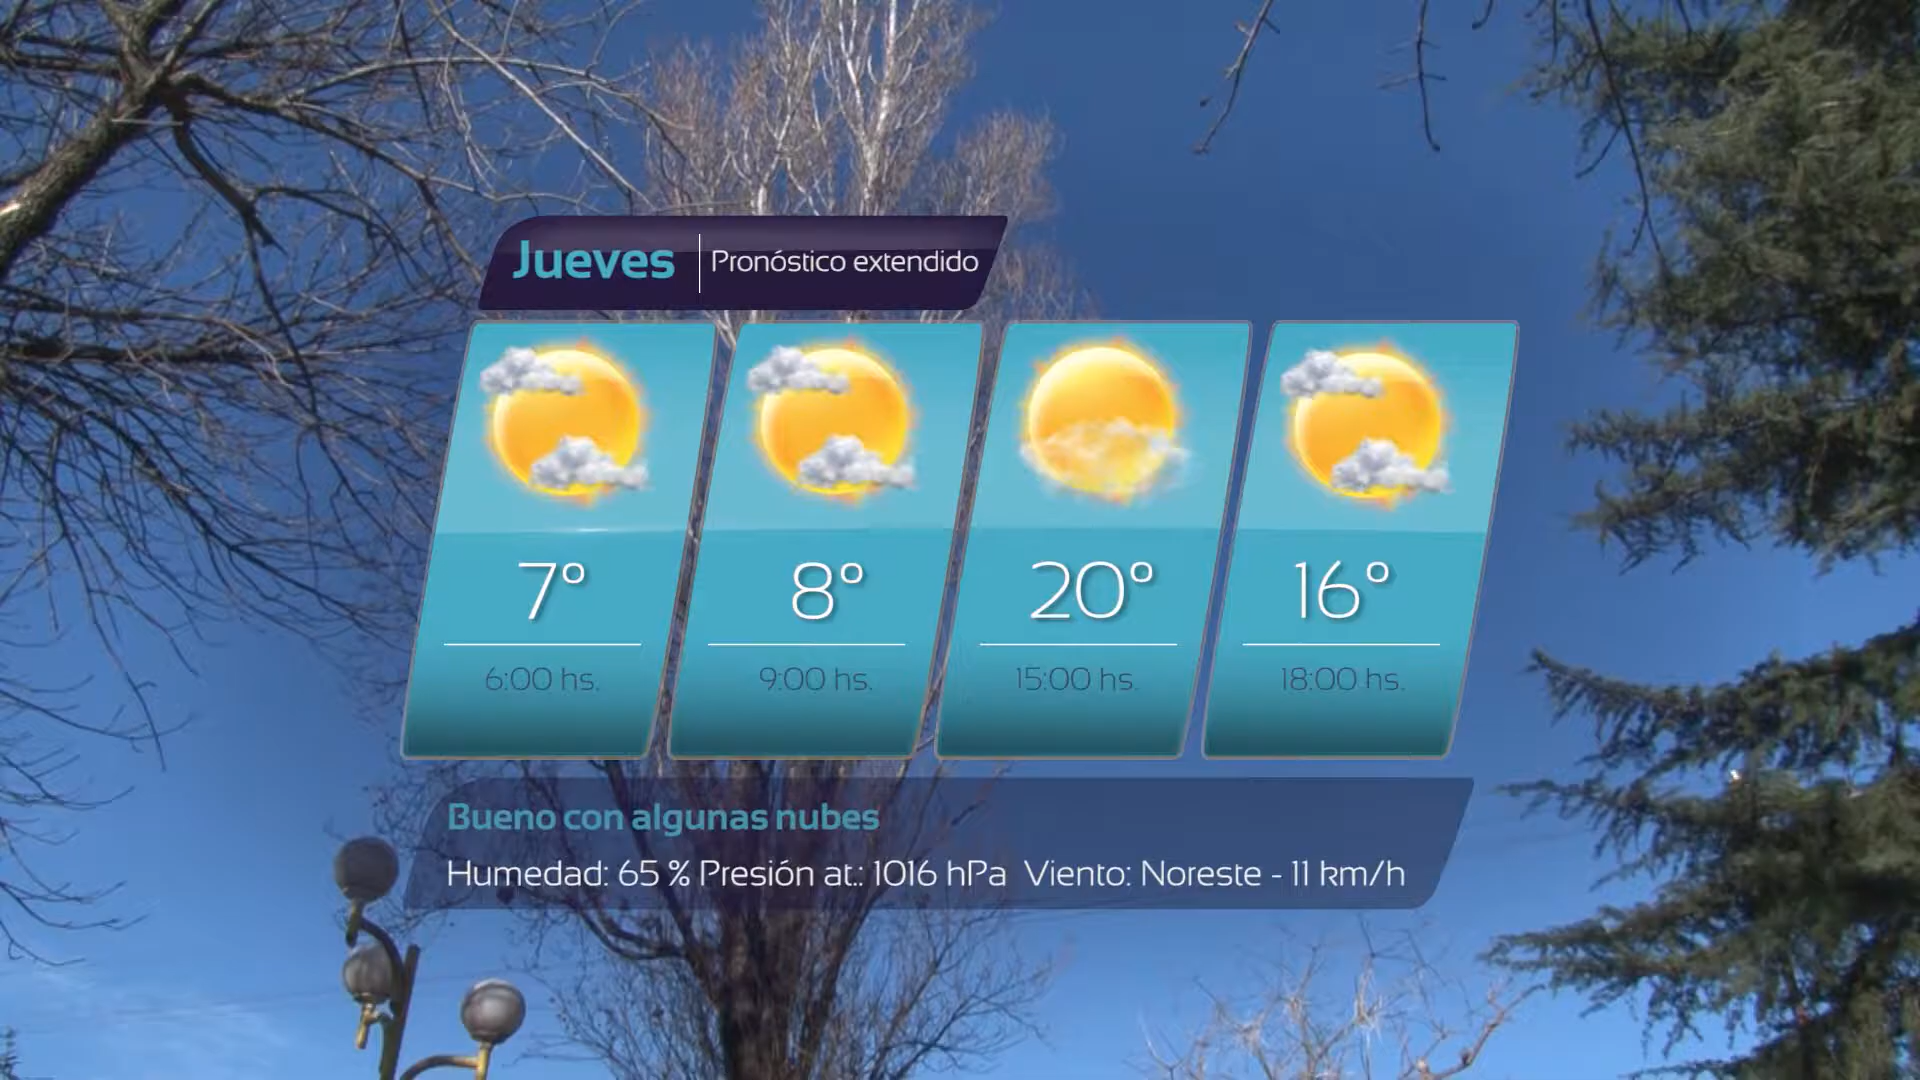 Jueves Pronóstico extendido
7° 8° 20° 16°
6:00 hs. 9:00 hs. 15:00 hs. 18:00 hs.
Bueno con algunas nubes
Humedad: 65 % Presión at.: 1016 hPa Viento: Noreste - 11 km/h